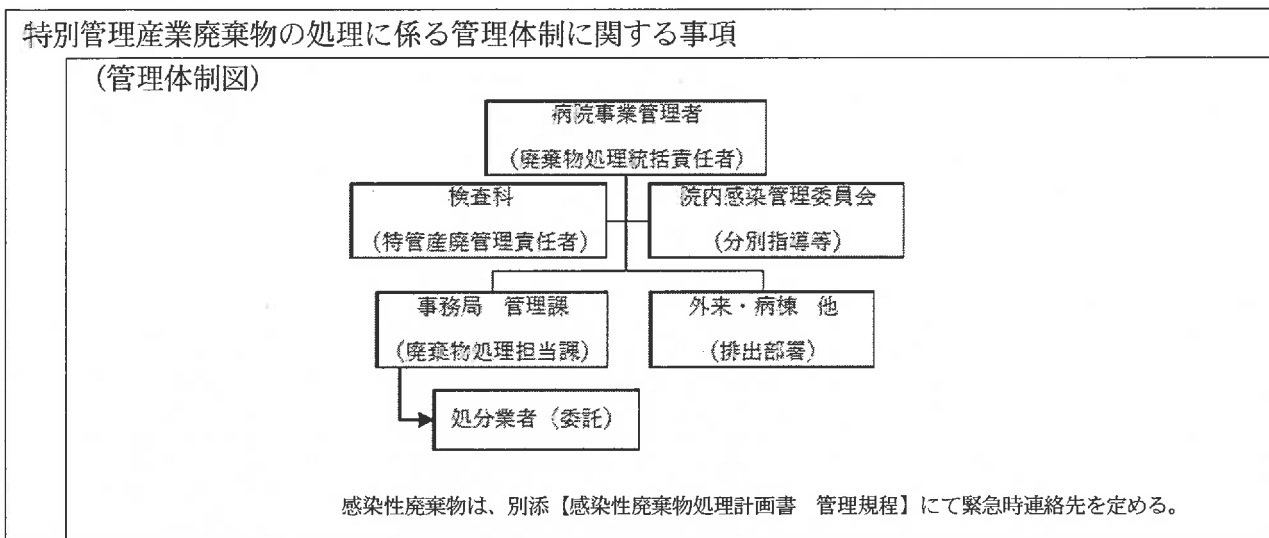 特別管理産業廃棄物の処理に係る管理体制に関する事項
（管理体制図）
病院事業管理者
(廃棄物処理統括責任者)
検査科
(特管産廃管理責任者)
院内感染管理委員会
(分別指導等)
事務局　管理課
(廃棄物処理担当課)
外来・病棟　他
(排出部署)
処分業者（委託）
感染性廃棄物は、別添【感染性廃棄物処理計画書　管理規程】にて緊急時連絡先を定める。